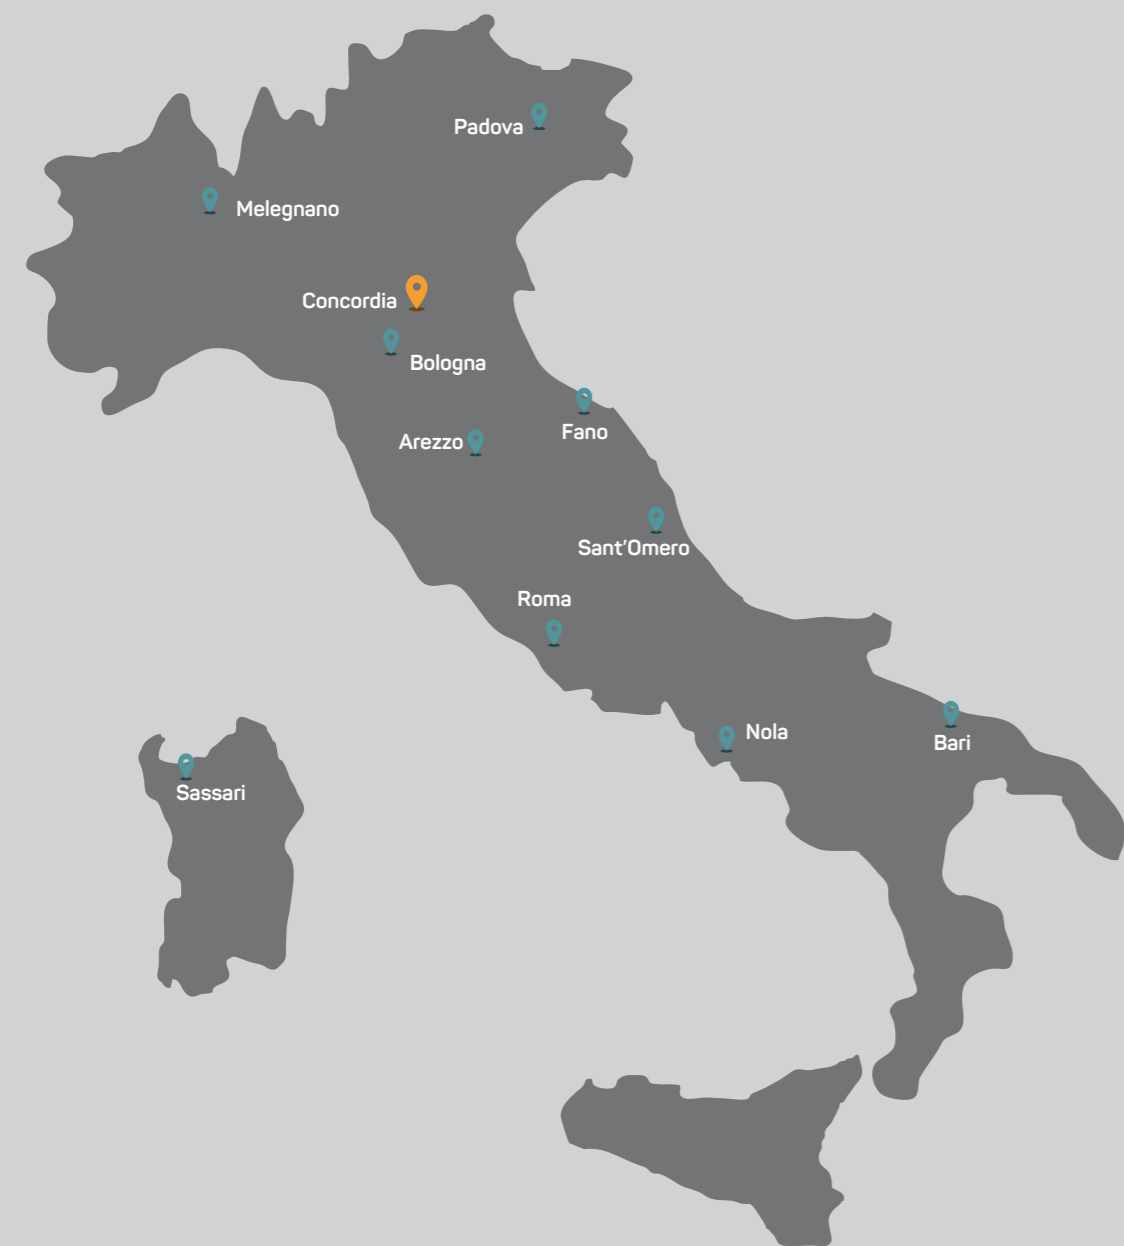 Padova
Melegnano
Concordia
Bologna
Fano
Arezzo
Sant’Omero
Roma
Nola
Bari
Sassari